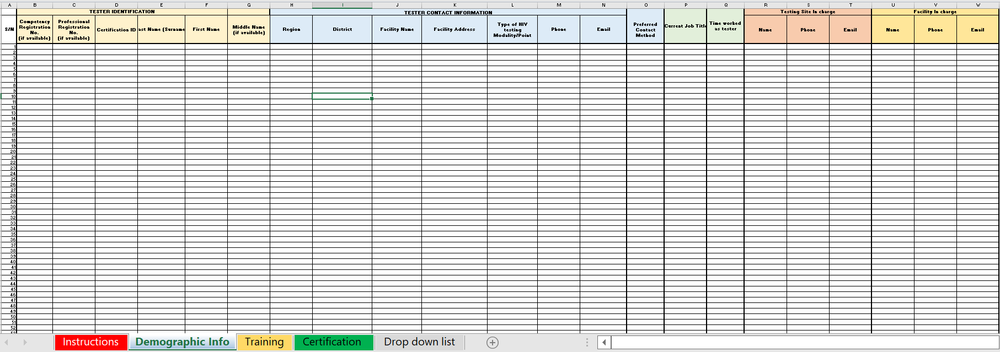 A B C D E F G H I J K L M N O P Q R S T U V W
TESTER IDENTIFICATION
TESTER CONTACT INFORMATION
Testing Site In charge
Facility In charge
S/N
Competency
Registration
No.
(if available)
Professional
Registration
No.
(if available)
Certification ID
ast Name (Surname
First Name
Middle Name
(if available)
Region
District
Facility Name
Facility Address
Type of HIV
testing
Modality/Point
Phone
Email
Preferred
Contact
Method
Current Job Title
Time worked
as tester
Name
Phone
Email
Name
Phone
Email
1
2
3
4
5
6
7
8
9
10
11
12
13
14
15
16
17
18
19
20
21
22
23
24
25
26
27
28
29
30
31
32
33
34
35
36
37
38
39
40
41
42
43
44
45
46
47
48
49
50
51
52
Instructions
Demographic Info
Training
Certification
Drop down list